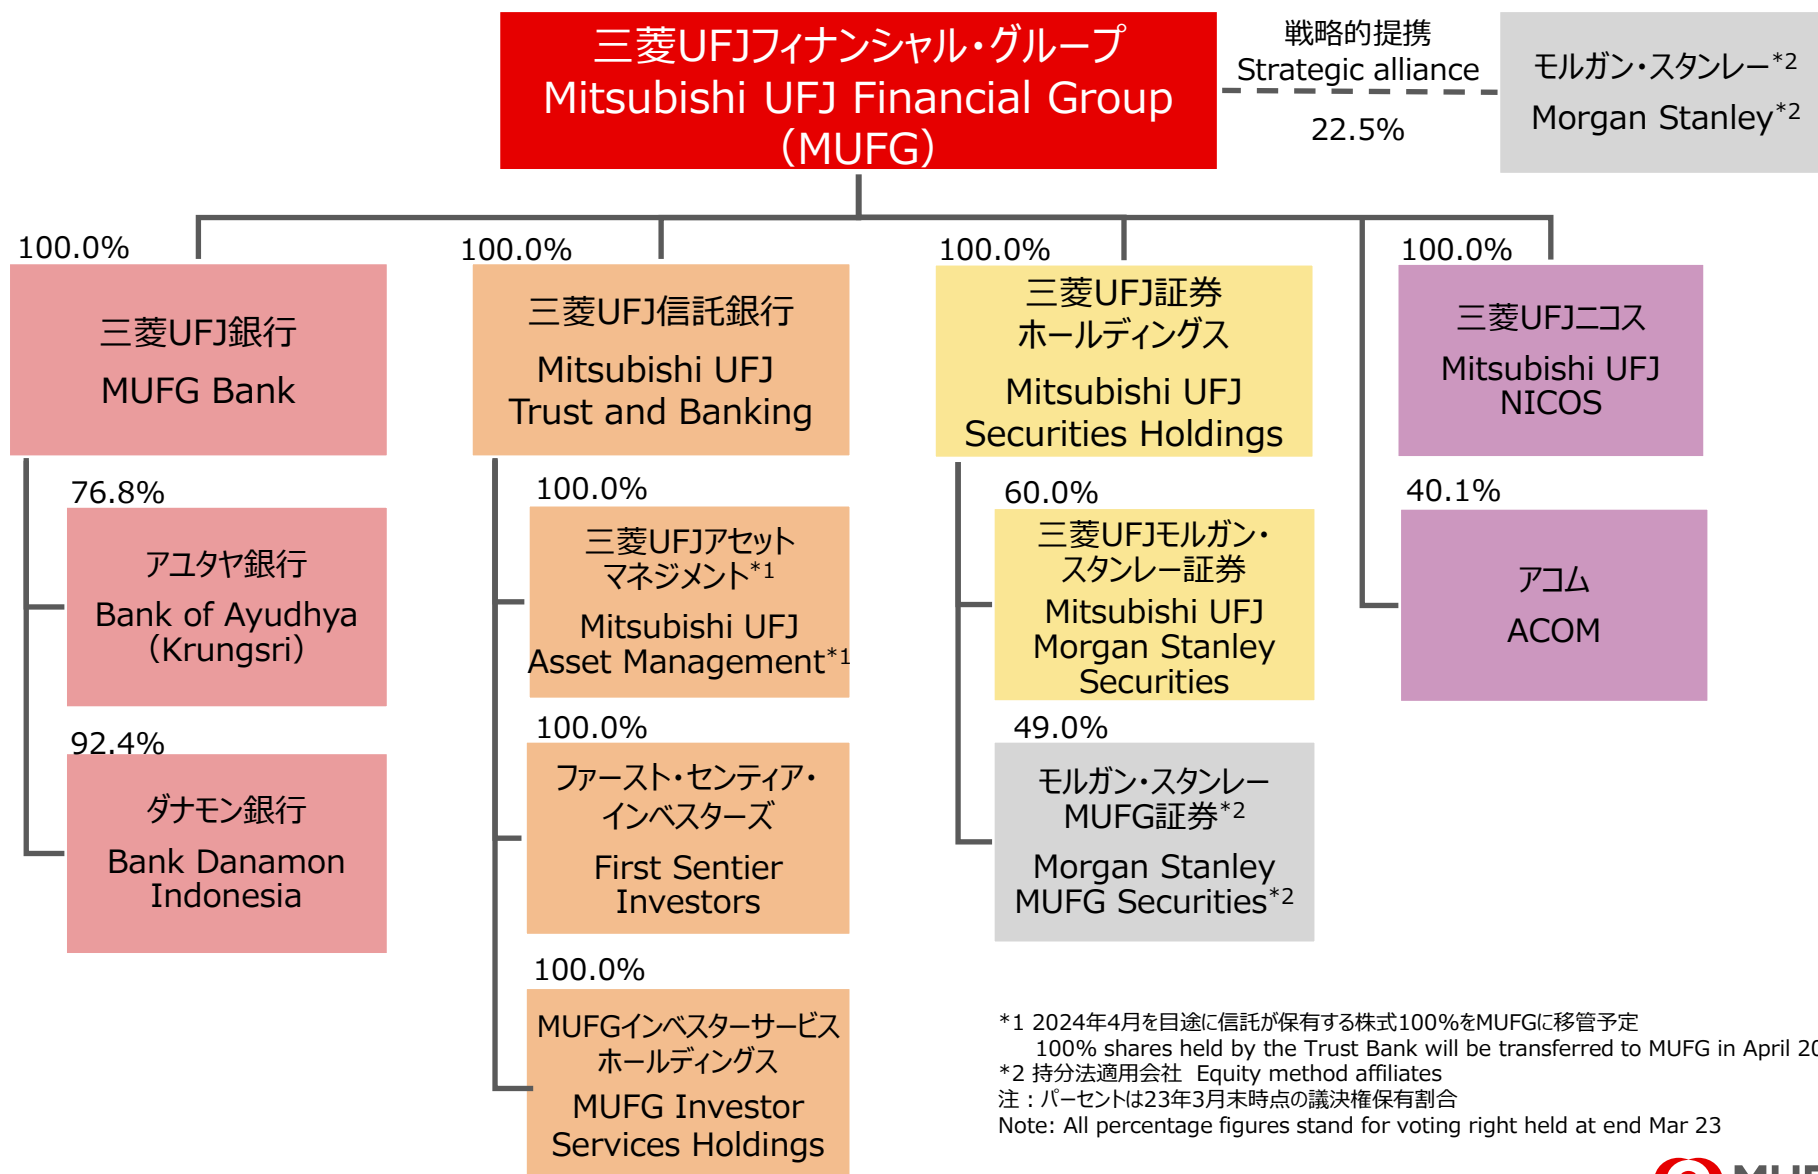 三菱UFJフィナンシャル・グループ
Mitsubishi UFJ Financial Group
(MUFG)
戦略的提携
Strategic alliance
22.5%
モルガン・スタンレー*2
Morgan Stanley*2
100.0%
三菱UFJ銀行
MUFG Bank
76.8%
アユタヤ銀行
Bank of Ayudhya
(Krungsri)
92.4%
ダナモン銀行
Bank Danamon
Indonesia
100.0%
三菱UFJ信託銀行
Mitsubishi UFJ
Trust and Banking
100.0%
三菱UFJアセット
マネジメント*1
Mitsubishi UFJ
Asset Management*1
100.0%
ファースト・センティア・
インベスターズ
First Sentier
Investors
100.0%
MUFGインベスターサービス
ホールディングス
MUFG Investor
Services Holdings
100.0%
三菱UFJ証券
ホールディングス
Mitsubishi UFJ
Securities Holdings
60.0%
三菱UFJモルガン・
スタンレー証券
Mitsubishi UFJ
Morgan Stanley
Securities
49.0%
モルガン・スタンレー
MUFG証券*2
Morgan Stanley
MUFG Securities*2
100.0%
三菱UFJニコス
Mitsubishi UFJ
NICOS
40.1%
アコム
ACOM
*1 2024年4月を目途に信託が保有する株式100%をMUFGに移管予定
100% shares held by the Trust Bank will be transferred to MUFG in April
*2 持分法適用会社 Equity method affiliates
注：パーセントは23年3月末時点の議決権保有割合
Note: All percentage figures stand for voting right held at end Mar 23